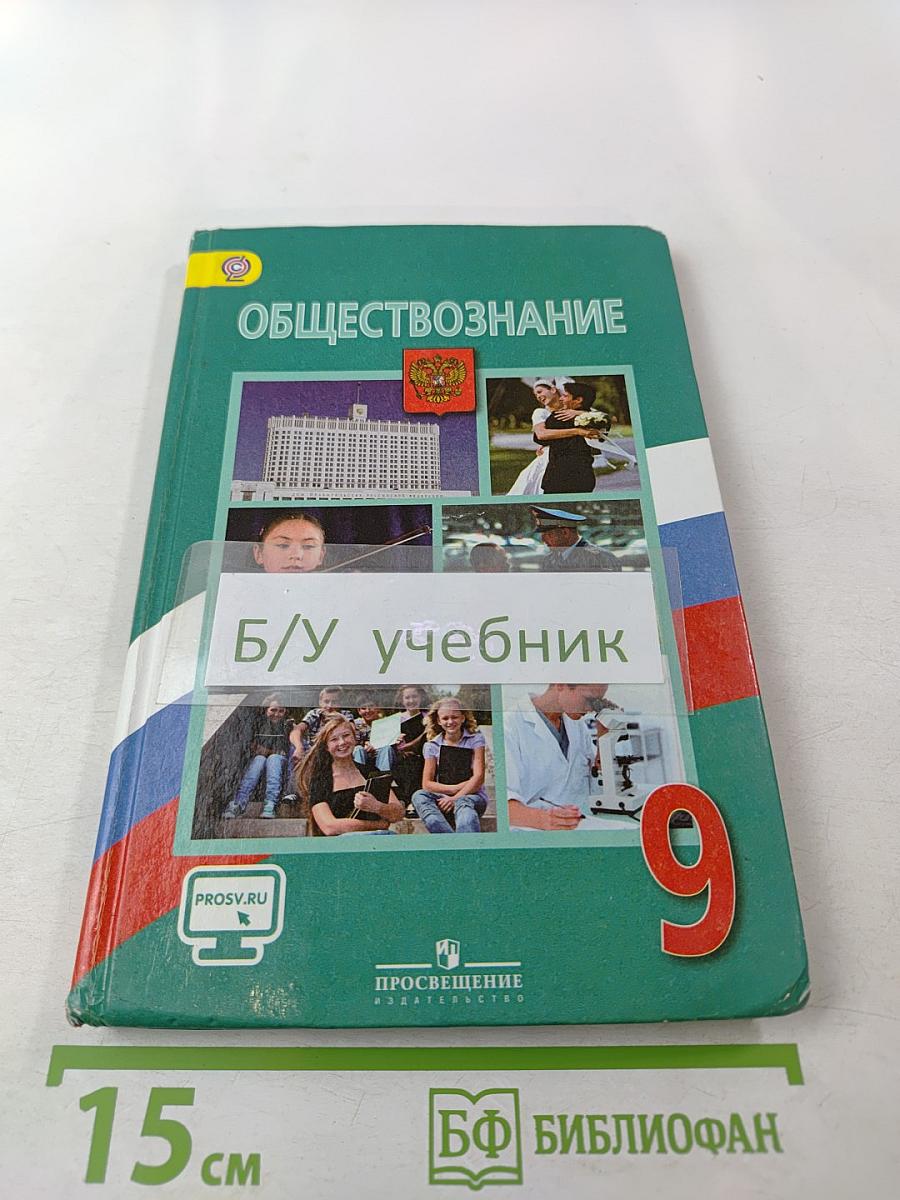 ОБЩЕСТВОЗНАНИЕ
Б/У учебник
9
PROSV.RU
ПРОСВЕЩЕНИЕ
ИЗДАТЕЛЬСТВО
15 см
БФ БИБЛИОФАН